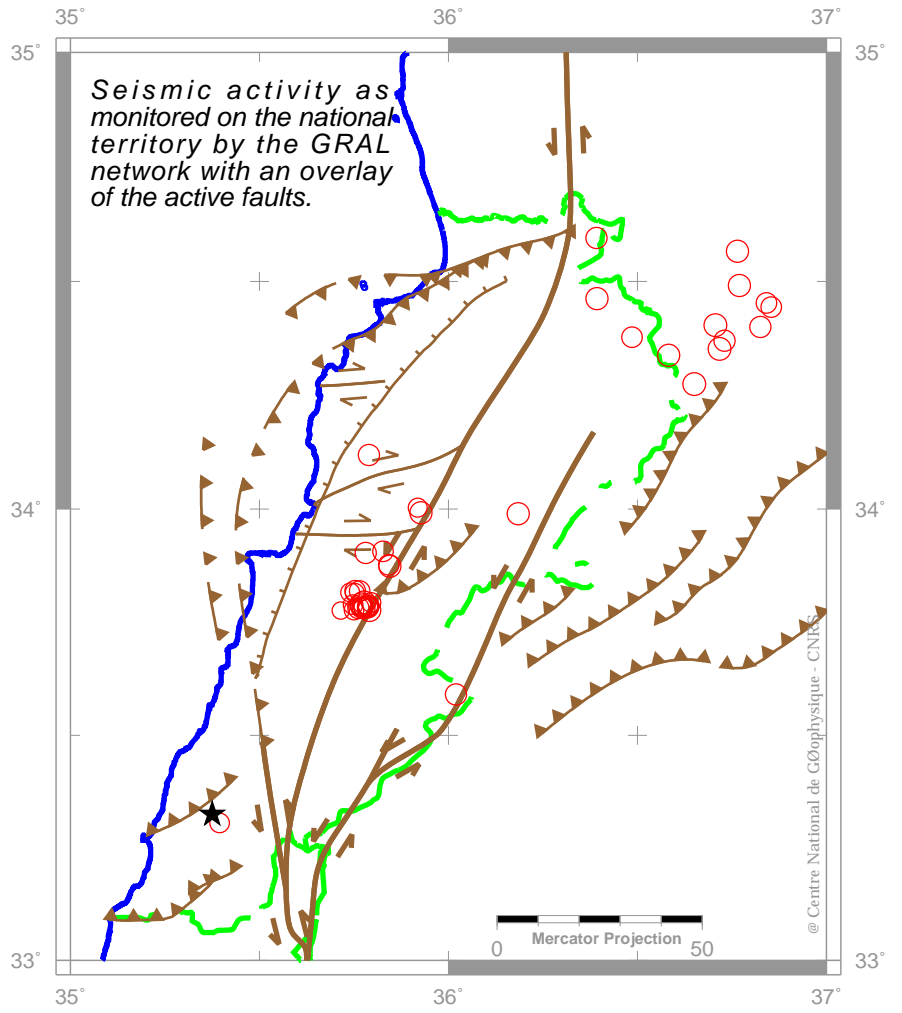 35°
36°
37°
35°
35°
Seismic activity as
monitored on the national
territory by the GRAL
network with an overlay
of the active faults.
34°
34°
@ Centre National de GØophysique - CNRS
Mercator Projection
0
50
33°
33°
35°
36°
37°